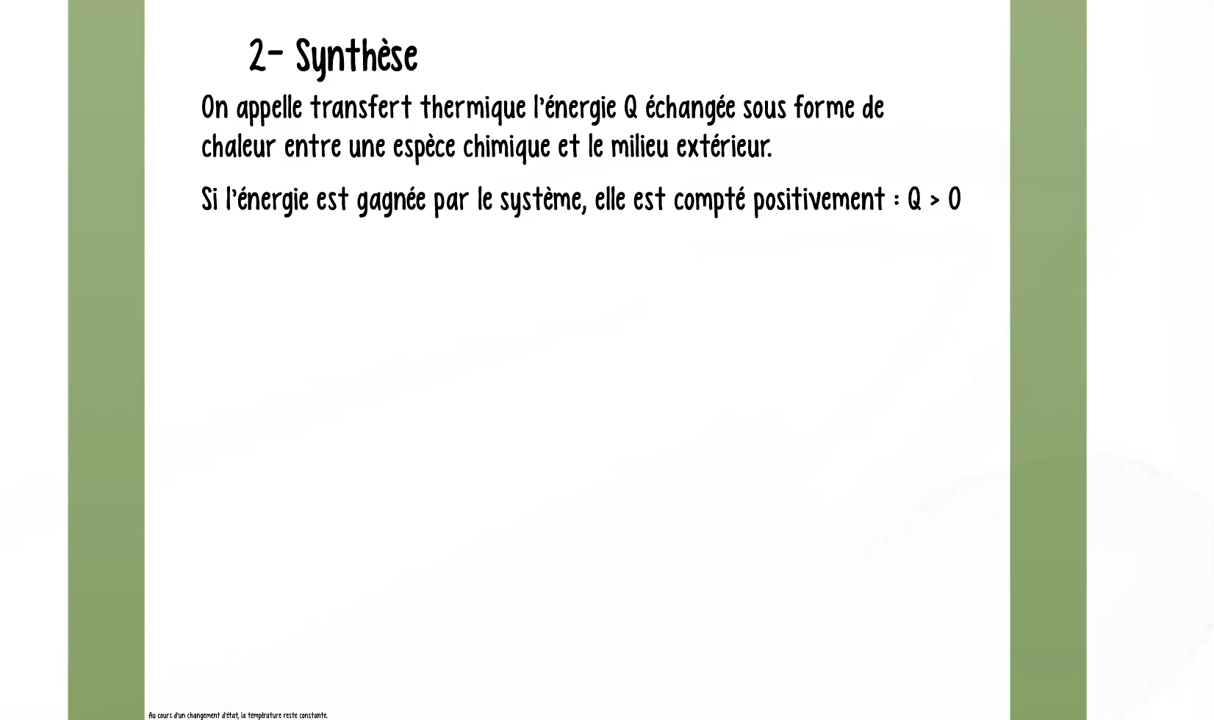 2- Synthèse
On appelle transfert thermique l'énergie Q échangée sous forme de
chaleur entre une espèce chimique et le milieu extérieur.
Si l'énergie est gagnée par le système, elle est compté positivement : Q > 0
Au cours d'un changement d'état, la température reste constante.